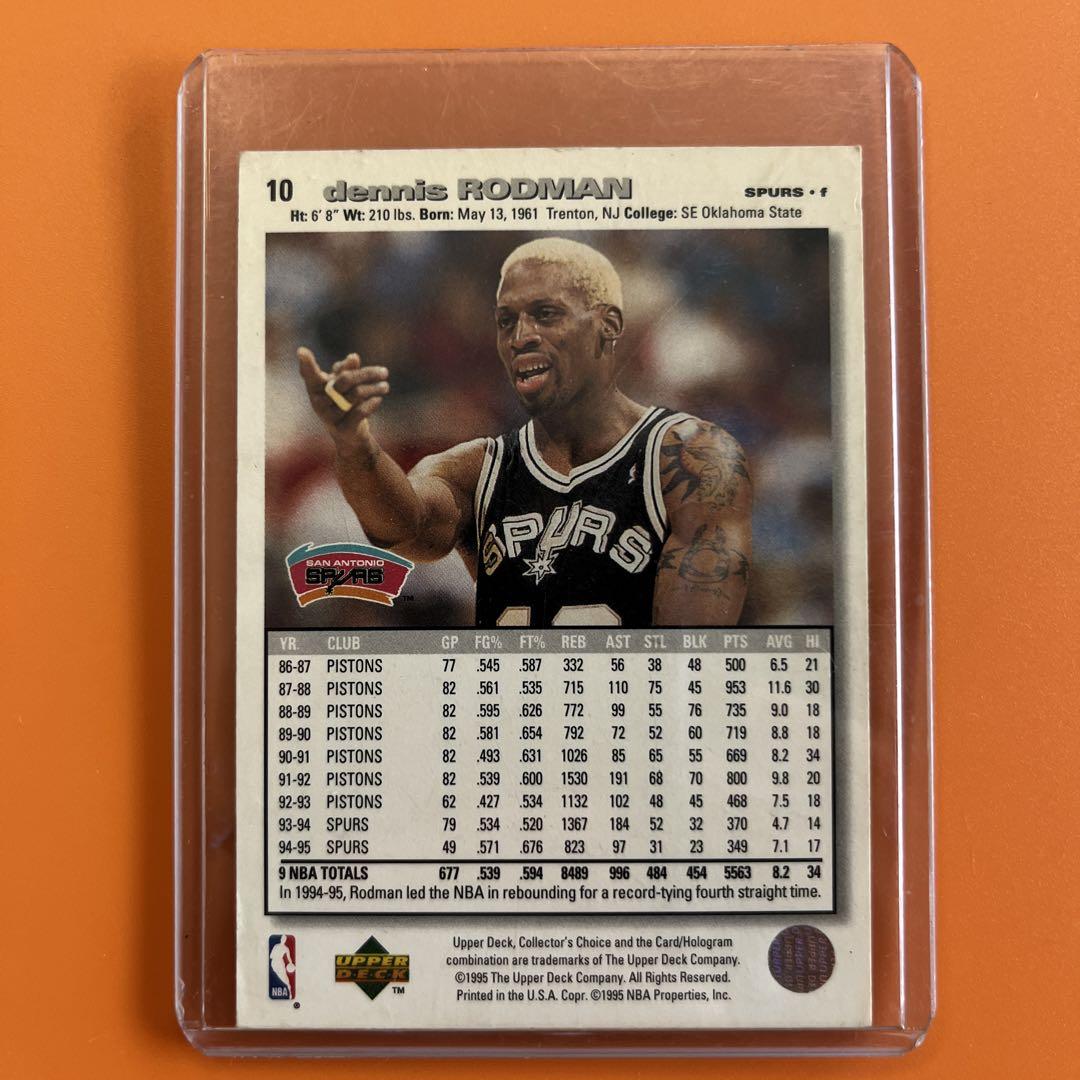 10 dennis RODMAN SPURS • f
Ht: 6' 8" Wt: 210 lbs. Born: May 13, 1961 Trenton, NJ College: SE Oklahoma State
SPURS
SAN ANTONIO
SPURS
™
YR. CLUB GP FG% FT% REB AST STL BLK PTS AVG HI
86-87 PISTONS 77 .545 .587 332 56 38 48 500 6.5 21
87-88 PISTONS 82 .561 .535 715 110 75 45 953 11.6 30
88-89 PISTONS 82 .595 .626 772 99 55 76 735 9.0 18
89-90 PISTONS 82 .581 .654 792 72 52 60 719 8.8 18
90-91 PISTONS 82 .493 .631 1026 85 65 55 669 8.2 34
91-92 PISTONS 82 .539 .600 1530 191 68 70 800 9.8 20
92-93 PISTONS 62 .427 .534 1132 102 48 45 468 7.5 18
93-94 SPURS 79 .534 .520 1367 184 52 32 370 4.7 14
94-95 SPURS 49 .571 .676 823 97 31 23 349 7.1 17
9 NBA TOTALS 677 .539 .594 8489 996 484 454 5563 8.2 34
In 1994-95, Rodman led the NBA in rebounding for a record-tying fourth straight time.
NBA
®
UPPER
DECK
™
Upper Deck, Collector's Choice and the Card/Hologram
combination are trademarks of The Upper Deck Company.
©1995 The Upper Deck Company. All Rights Reserved.
Printed in the U.S.A. Copr. ©1995 NBA Properties, Inc.